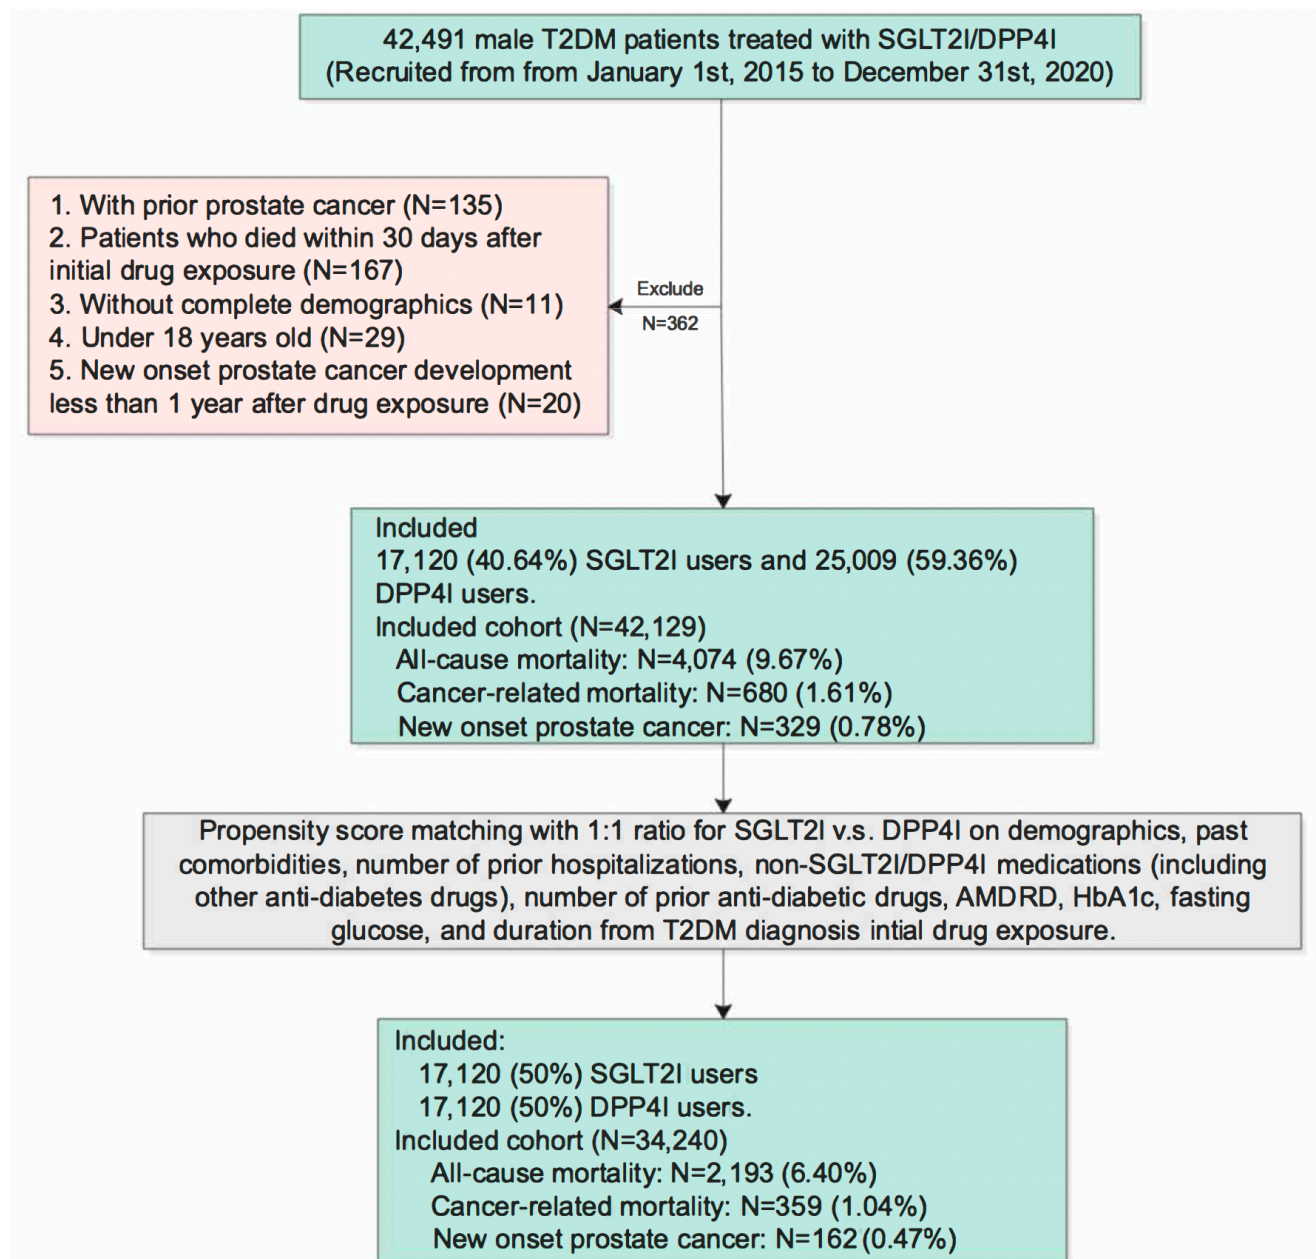 42,491 male T2DM patients treated with SGLT2I/DPP4I
(Recruited from from January 1st, 2015 to December 31st, 2020)
1. With prior prostate cancer (N=135)
2. Patients who died within 30 days after
initial drug exposure (N=167)
3. Without complete demographics (N=11)
4. Under 18 years old (N=29)
5. New onset prostate cancer development
less than 1 year after drug exposure (N=20)
Exclude
N=362
Included
17,120 (40.64%) SGLT2I users and 25,009 (59.36%)
DPP4I users.
Included cohort (N=42,129)
All-cause mortality: N=4,074 (9.67%)
Cancer-related mortality: N=680 (1.61%)
New onset prostate cancer: N=329 (0.78%)
Propensity score matching with 1:1 ratio for SGLT2I v.s. DPP4I on demographics, past
comorbidities, number of prior hospitalizations, non-SGLT2I/DPP4I medications (including
other anti-diabetes drugs), number of prior anti-diabetic drugs, AMDRD, HbA1c, fasting
glucose, and duration from T2DM diagnosis intial drug exposure.
Included:
17,120 (50%) SGLT2I users
17,120 (50%) DPP4I users.
Included cohort (N=34,240)
All-cause mortality: N=2,193 (6.40%)
Cancer-related mortality: N=359 (1.04%)
New onset prostate cancer: N=162 (0.47%)